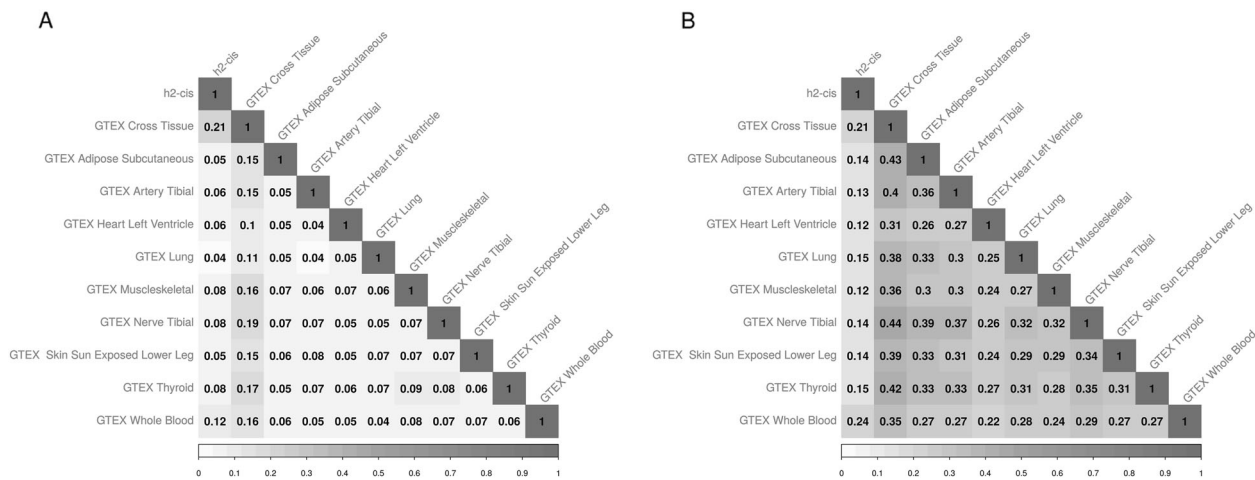 A
h2-cis
GTEX Cross Tissue
GTEX Adipose Subcutaneous
GTEX Artery Tibial
GTEX Heart Left Ventricle
GTEX Lung
GTEX Muscleskeletal
GTEX Nerve Tibial
GTEX Skin Sun Exposed Lower Leg
GTEX Thyroid
GTEX Whole Blood
h2-cis 1
GTEX Cross Tissue 0.21 1
GTEX Adipose Subcutaneous 0.05 0.15 1
GTEX Artery Tibial 0.06 0.15 0.05 1
GTEX Heart Left Ventricle 0.06 0.1 0.05 0.04 1
GTEX Lung 0.04 0.11 0.05 0.04 0.05 1
GTEX Muscleskeletal 0.08 0.16 0.07 0.06 0.07 0.06 1
GTEX Nerve Tibial 0.08 0.19 0.07 0.07 0.05 0.05 0.07 1
GTEX Skin Sun Exposed Lower Leg 0.05 0.15 0.06 0.08 0.05 0.07 0.07 0.07 1
GTEX Thyroid 0.08 0.17 0.05 0.07 0.06 0.07 0.09 0.08 0.06 1
GTEX Whole Blood 0.12 0.16 0.06 0.05 0.05 0.04 0.08 0.07 0.07 0.06 1
0 0.1 0.2 0.3 0.4 0.5 0.6 0.7 0.8 0.9 1
B
h2-cis
GTEX Cross Tissue
GTEX Adipose Subcutaneous
GTEX Artery Tibial
GTEX Heart Left Ventricle
GTEX Lung
GTEX Muscleskeletal
GTEX Nerve Tibial
GTEX Skin Sun Exposed Lower Leg
GTEX Thyroid
GTEX Whole Blood
h2-cis 1
GTEX Cross Tissue 0.21 1
GTEX Adipose Subcutaneous 0.14 0.43 1
GTEX Artery Tibial 0.13 0.4 0.36 1
GTEX Heart Left Ventricle 0.12 0.31 0.26 0.27 1
GTEX Lung 0.15 0.38 0.33 0.3 0.25 1
GTEX Muscleskeletal 0.12 0.36 0.3 0.3 0.24 0.27 1
GTEX Nerve Tibial 0.14 0.44 0.39 0.37 0.26 0.32 0.32 1
GTEX Skin Sun Exposed Lower Leg 0.14 0.39 0.33 0.31 0.24 0.29 0.29 0.34 1
GTEX Thyroid 0.15 0.42 0.33 0.33 0.27 0.31 0.28 0.35 0.31 1
GTEX Whole Blood 0.24 0.35 0.27 0.27 0.22 0.28 0.24 0.29 0.27 0.27 1
0 0.1 0.2 0.3 0.4 0.5 0.6 0.7 0.8 0.9 1